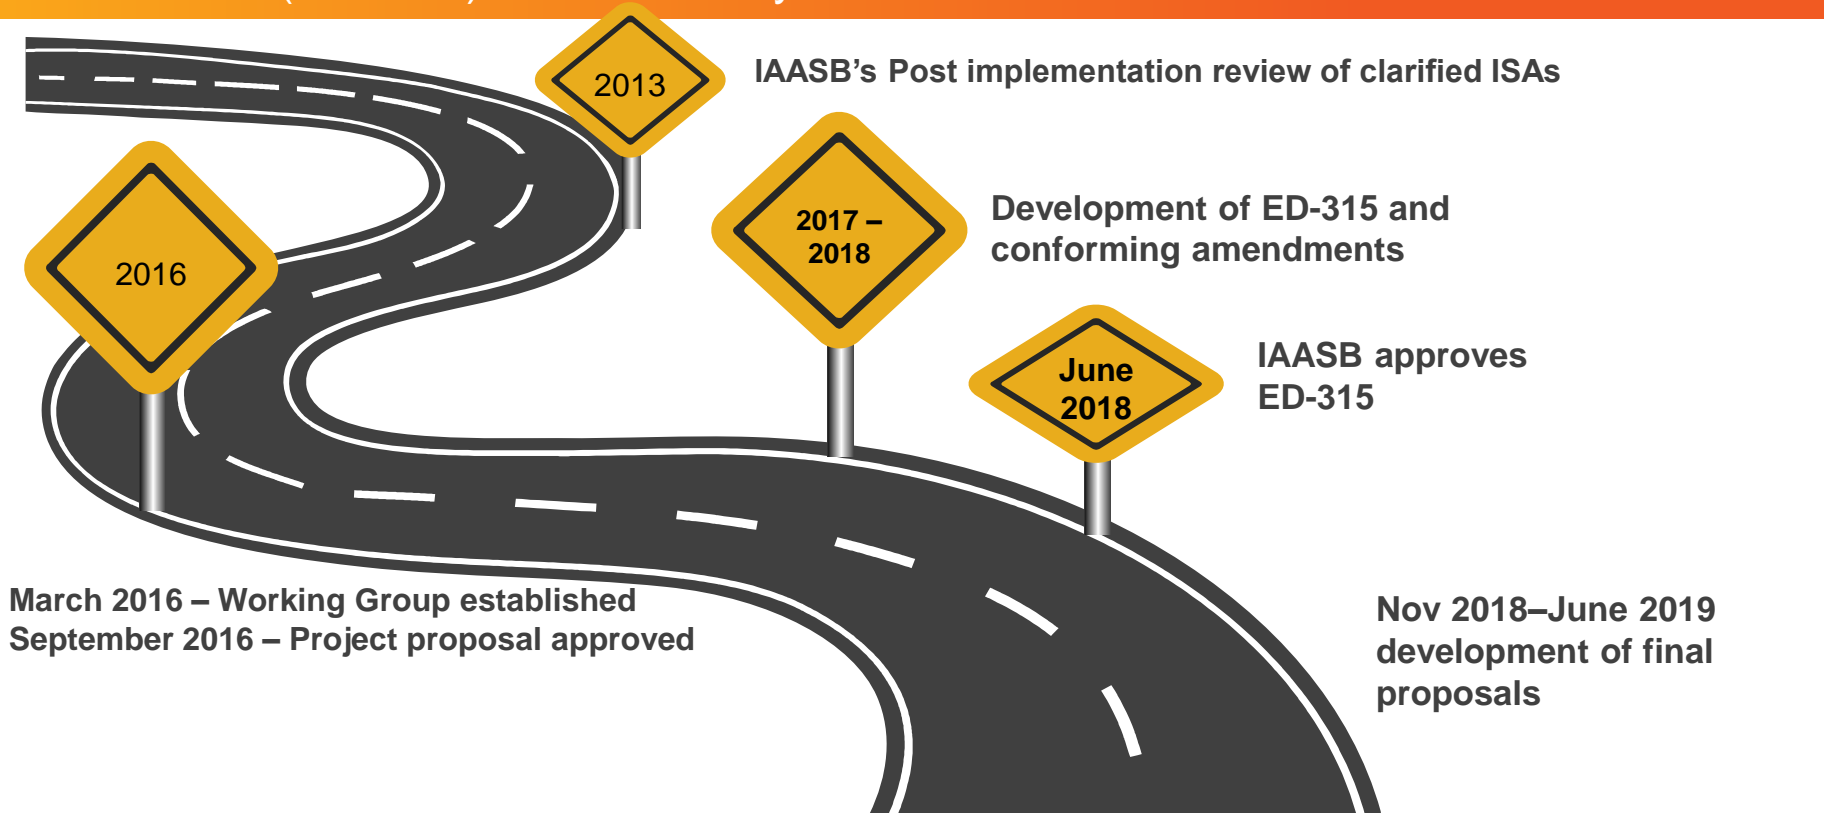 2013
IAASB's Post implementation review of clarified ISAs
2016
2017 –
2018
Development of ED-315 and
conforming amendments
June
2018
IAASB approves
ED-315
March 2016 – Working Group established
September 2016 – Project proposal approved
Nov 2018–June 2019
development of final
proposals